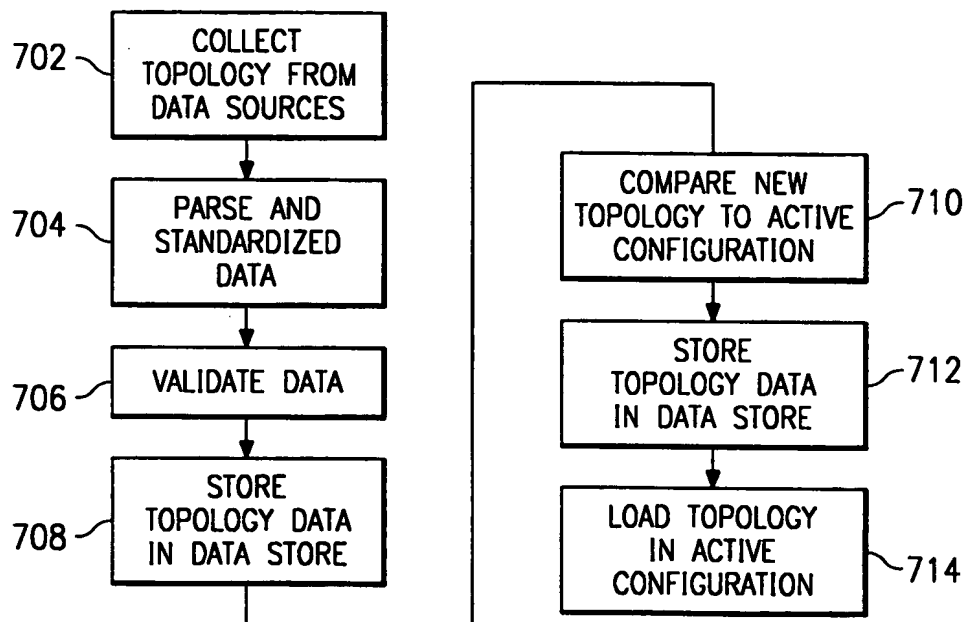 702
COLLECT
TOPOLOGY FROM
DATA SOURCES
704
PARSE AND
STANDARDIZED
DATA
706
VALIDATE DATA
708
STORE
TOPOLOGY DATA
IN DATA STORE
COMPARE NEW
TOPOLOGY TO ACTIVE
CONFIGURATION
710
STORE
TOPOLOGY DATA
IN DATA STORE
712
LOAD TOPOLOGY
IN ACTIVE
CONFIGURATION
714